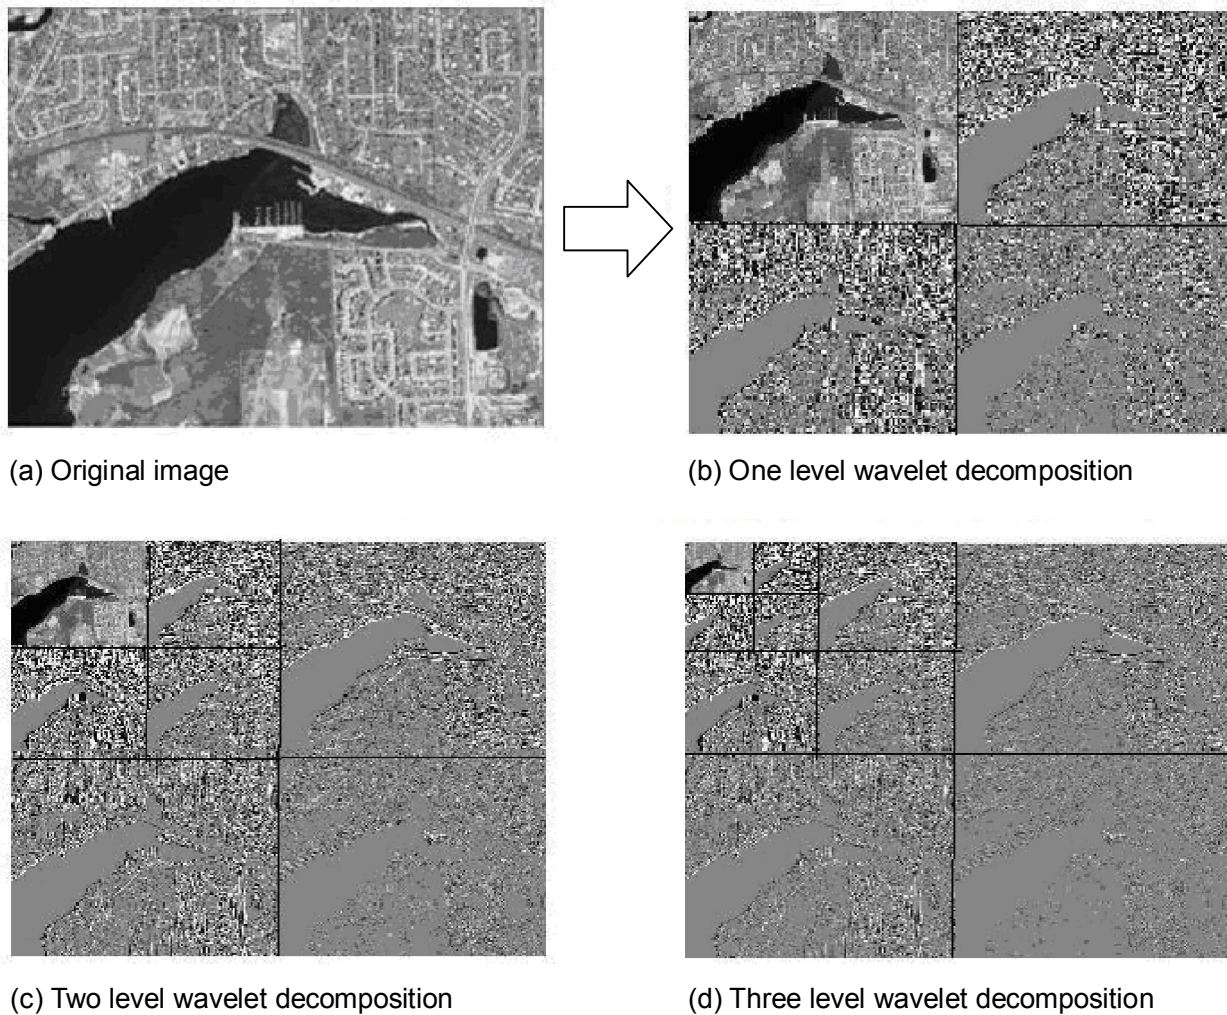 (a) Original image
(b) One level wavelet decomposition
(c) Two level wavelet decomposition
(d) Three level wavelet decomposition